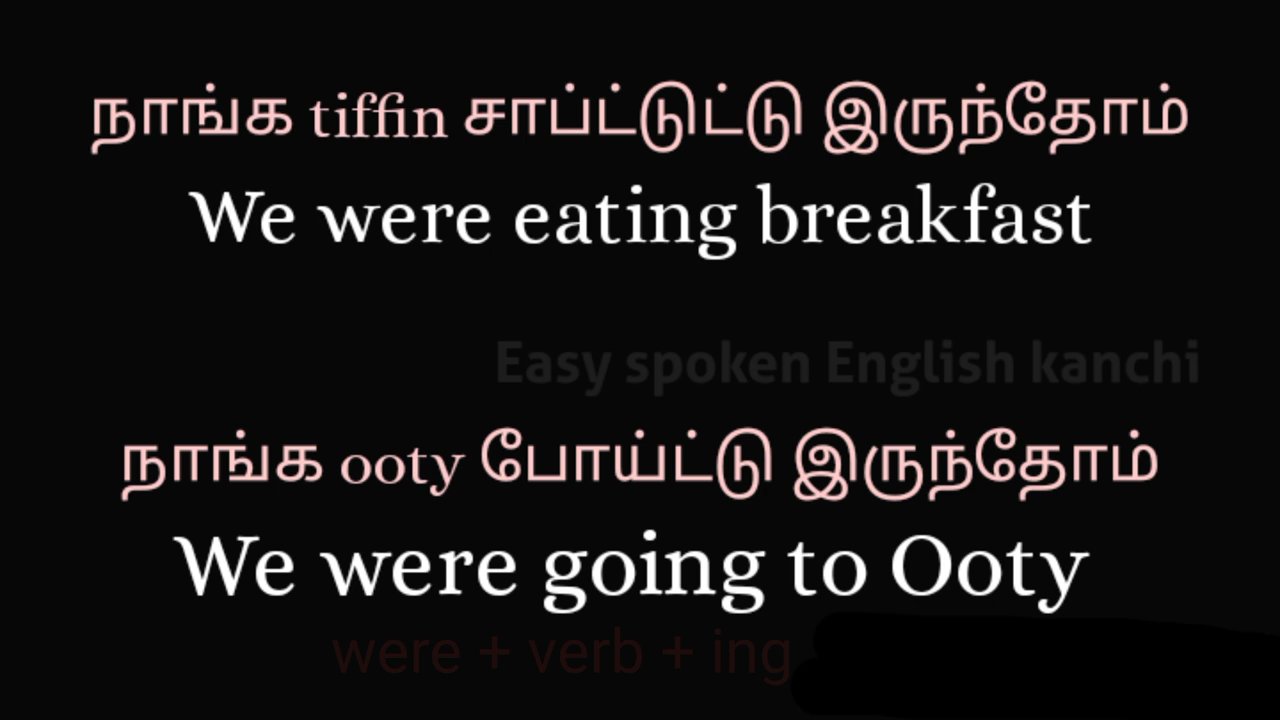 நாங்க tiffin சாப்ட்டுட்டு இருந்தோம்
We were eating breakfast
Easy spoken English kanchi
நாங்க ooty போய்ட்டு இருந்தோம்
We were going to Ooty
were + verb + ing